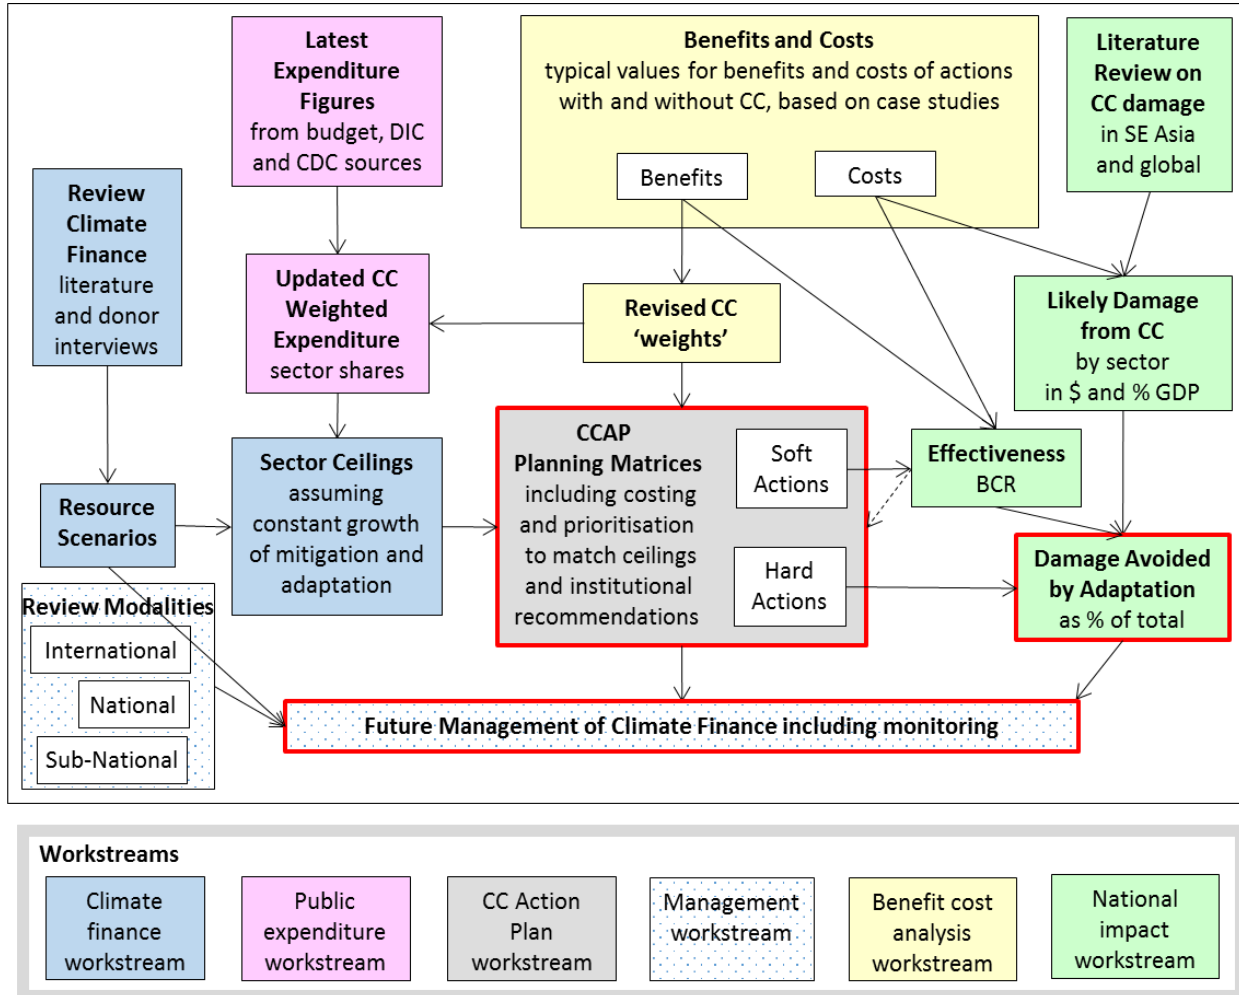 Latest
Expenditure
Figures
from budget, DIC
and CDC sources
Benefits and Costs
typical values for benefits and costs of actions
with and without CC, based on case studies
Benefits
Costs
Literature
Review on
CC damage
in SE Asia
and global
Review
Climate
Finance
literature
and donor
interviews
Updated CC
Weighted
Expenditure
sector shares
Revised CC
‘weights’
Likely Damage
from CC
by sector
in $ and % GDP
Resource
Scenarios
Sector Ceilings
assuming
constant growth
of mitigation and
adaptation
CCAP
Planning Matrices
including costing
and prioritisation
to match ceilings
and institutional
recommendations
Soft
Actions
Hard
Actions
Effectiveness
BCR
Damage Avoided
by Adaptation
as % of total
Review Modalities
International
National
Sub-National
Future Management of Climate Finance including monitoring
Workstreams
Climate
finance
workstream
Public
expenditure
workstream
CC Action
Plan
workstream
Management
workstream
Benefit cost
analysis
workstream
National
impact
workstream